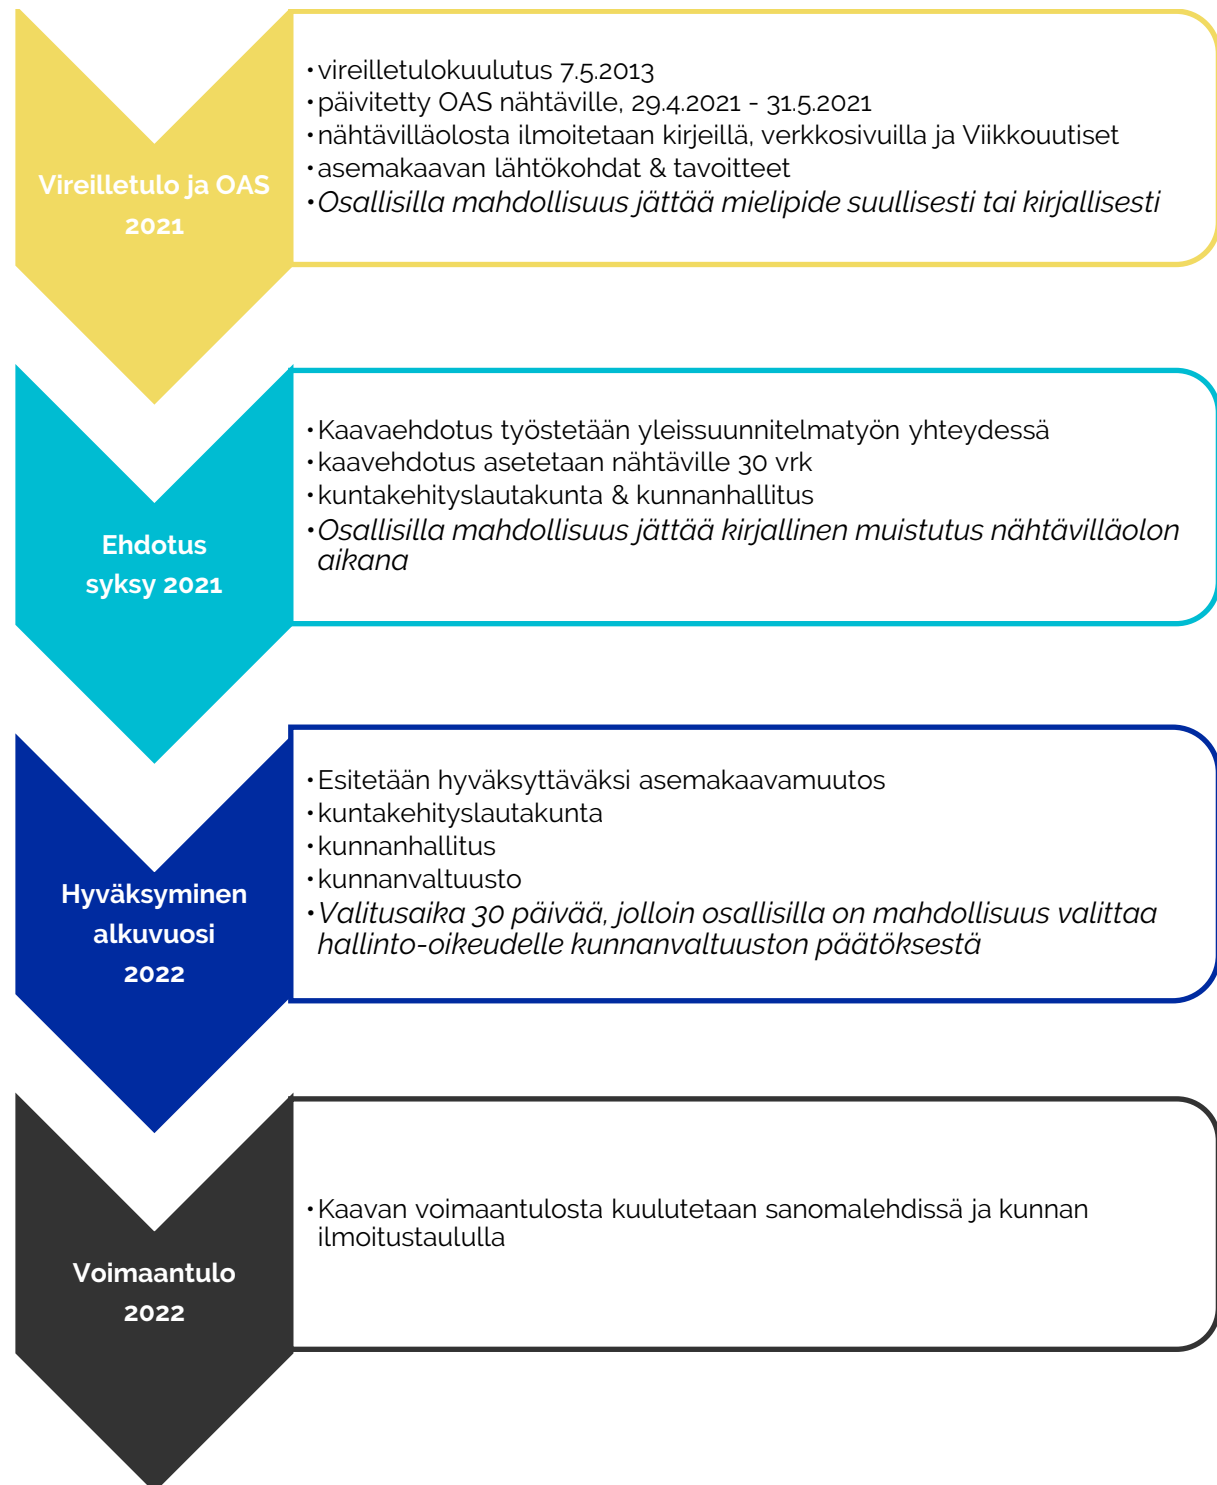 Vireilletulo ja OAS
2021
•vireilletulokuulutus 7.5.2013
•päivitetty OAS nähtäville, 29.4.2021 - 31.5.2021
•nähtävilläolosta ilmoitetaan kirjeillä, verkkosivuilla ja Viikkouutiset
•asemakaavan lähtökohdat & tavoitteet
•Osallisilla mahdollisuus jättää mielipide suullisesti tai kirjallisesti
Ehdotus
syksy 2021
•Kaavaehdotus työstetään yleissuunnitelmatyön yhteydessä
•kaavehdotus asetetaan nähtäville 30 vrk
•kuntakehityslautakunta & kunnanhallitus
•Osallisilla mahdollisuus jättää kirjallinen muistutus nähtävilläolon
aikana
Hyväksyminen
alkuvuosi
2022
•Esitetään hyväksyttäväksi asemakaavamuutos
•kuntakehityslautakunta
•kunnanhallitus
•kunnanvaltuusto
•Valitusaika 30 päivää, jolloin osallisilla on mahdollisuus valittaa
hallinto-oikeudelle kunnanvaltuuston päätöksestä
Voimaantulo
2022
•Kaavan voimaantulosta kuulutetaan sanomalehdissä ja kunnan
ilmoitustaululla